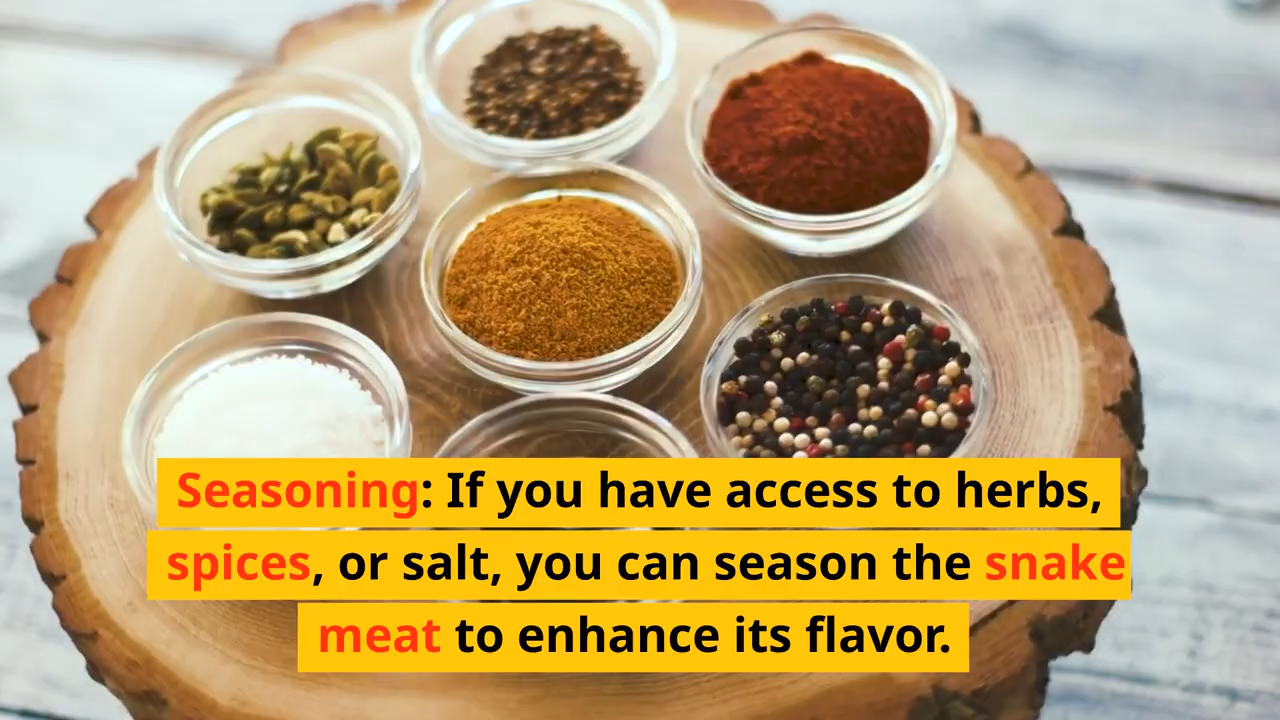 Seasoning: If you have access to herbs,
spices, or salt, you can season the snake
meat to enhance its flavor.